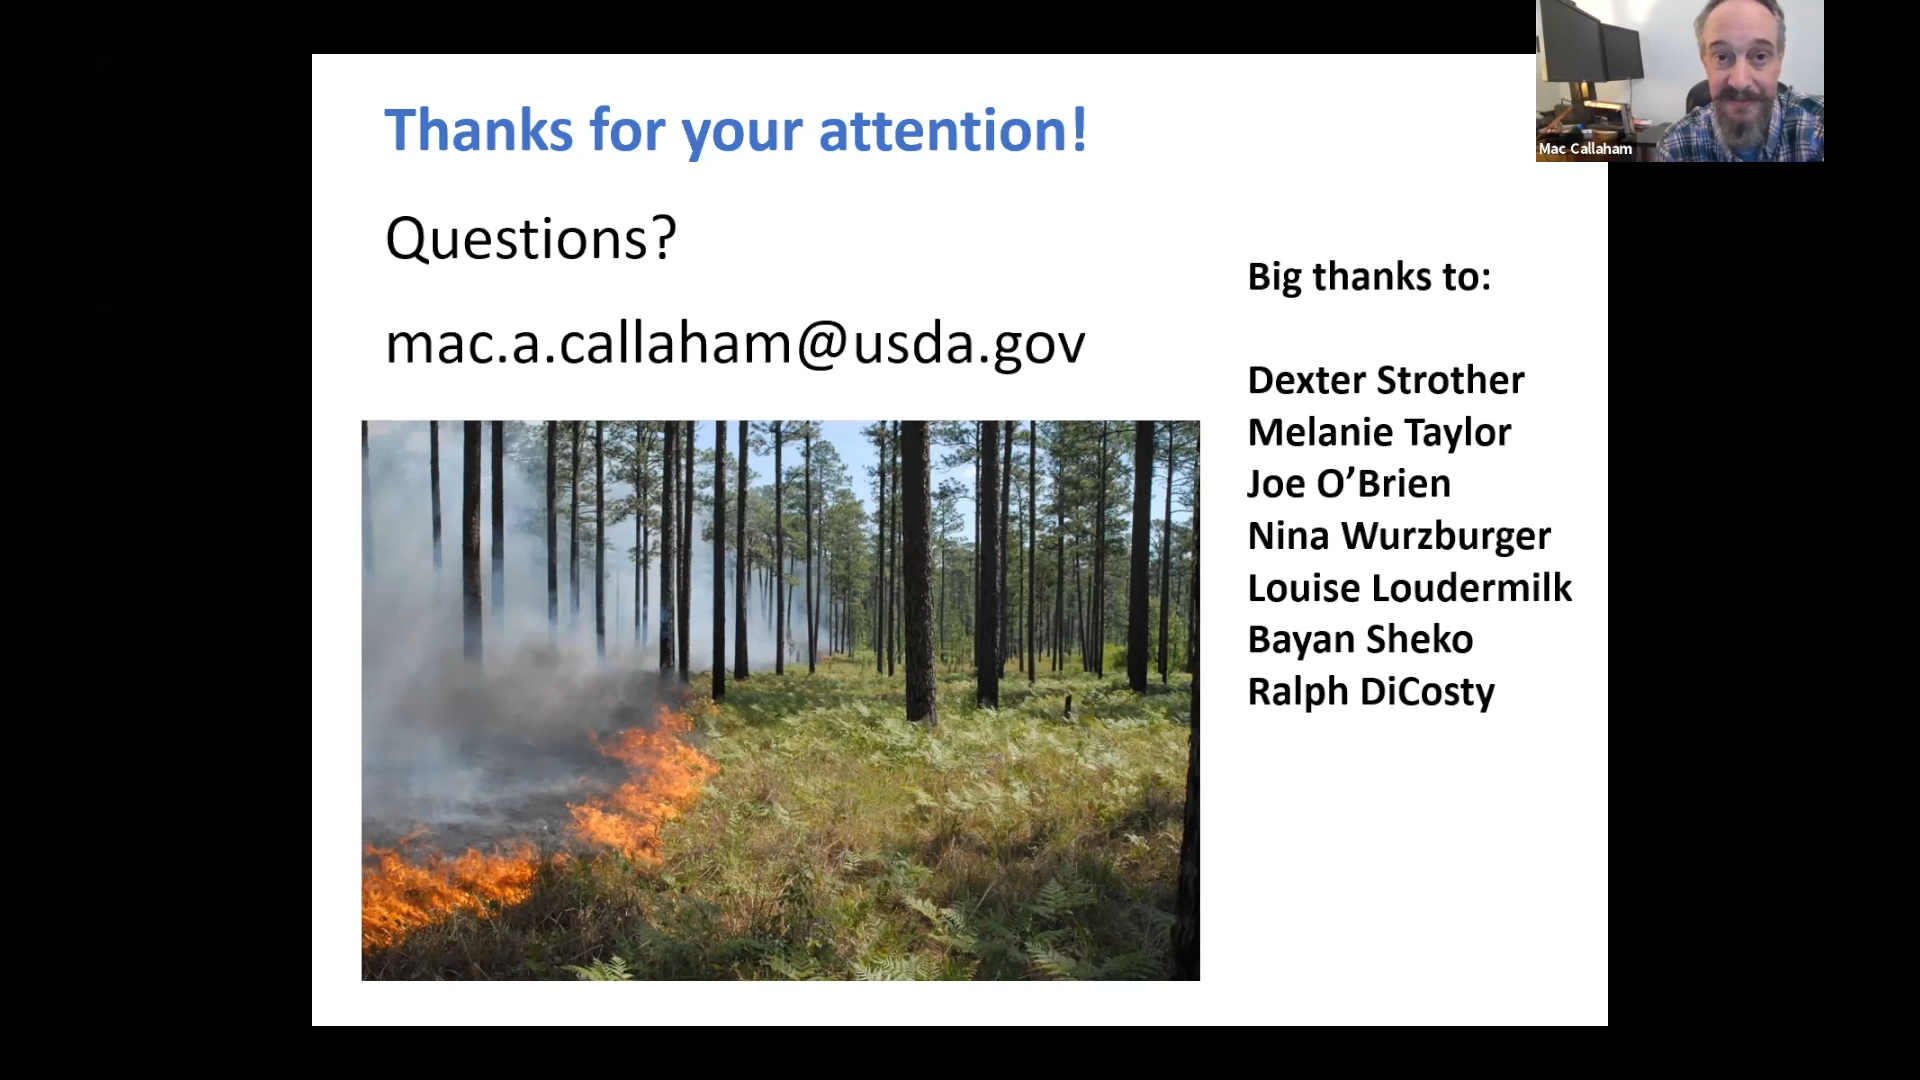 Thanks for your attention!
Questions?
mac.a.callaham@usda.gov
Big thanks to:
Dexter Strother
Melanie Taylor
Joe O’Brien
Nina Wurzburger
Louise Loudermilk
Bayan Sheko
Ralph DiCosty
Mac Callaham